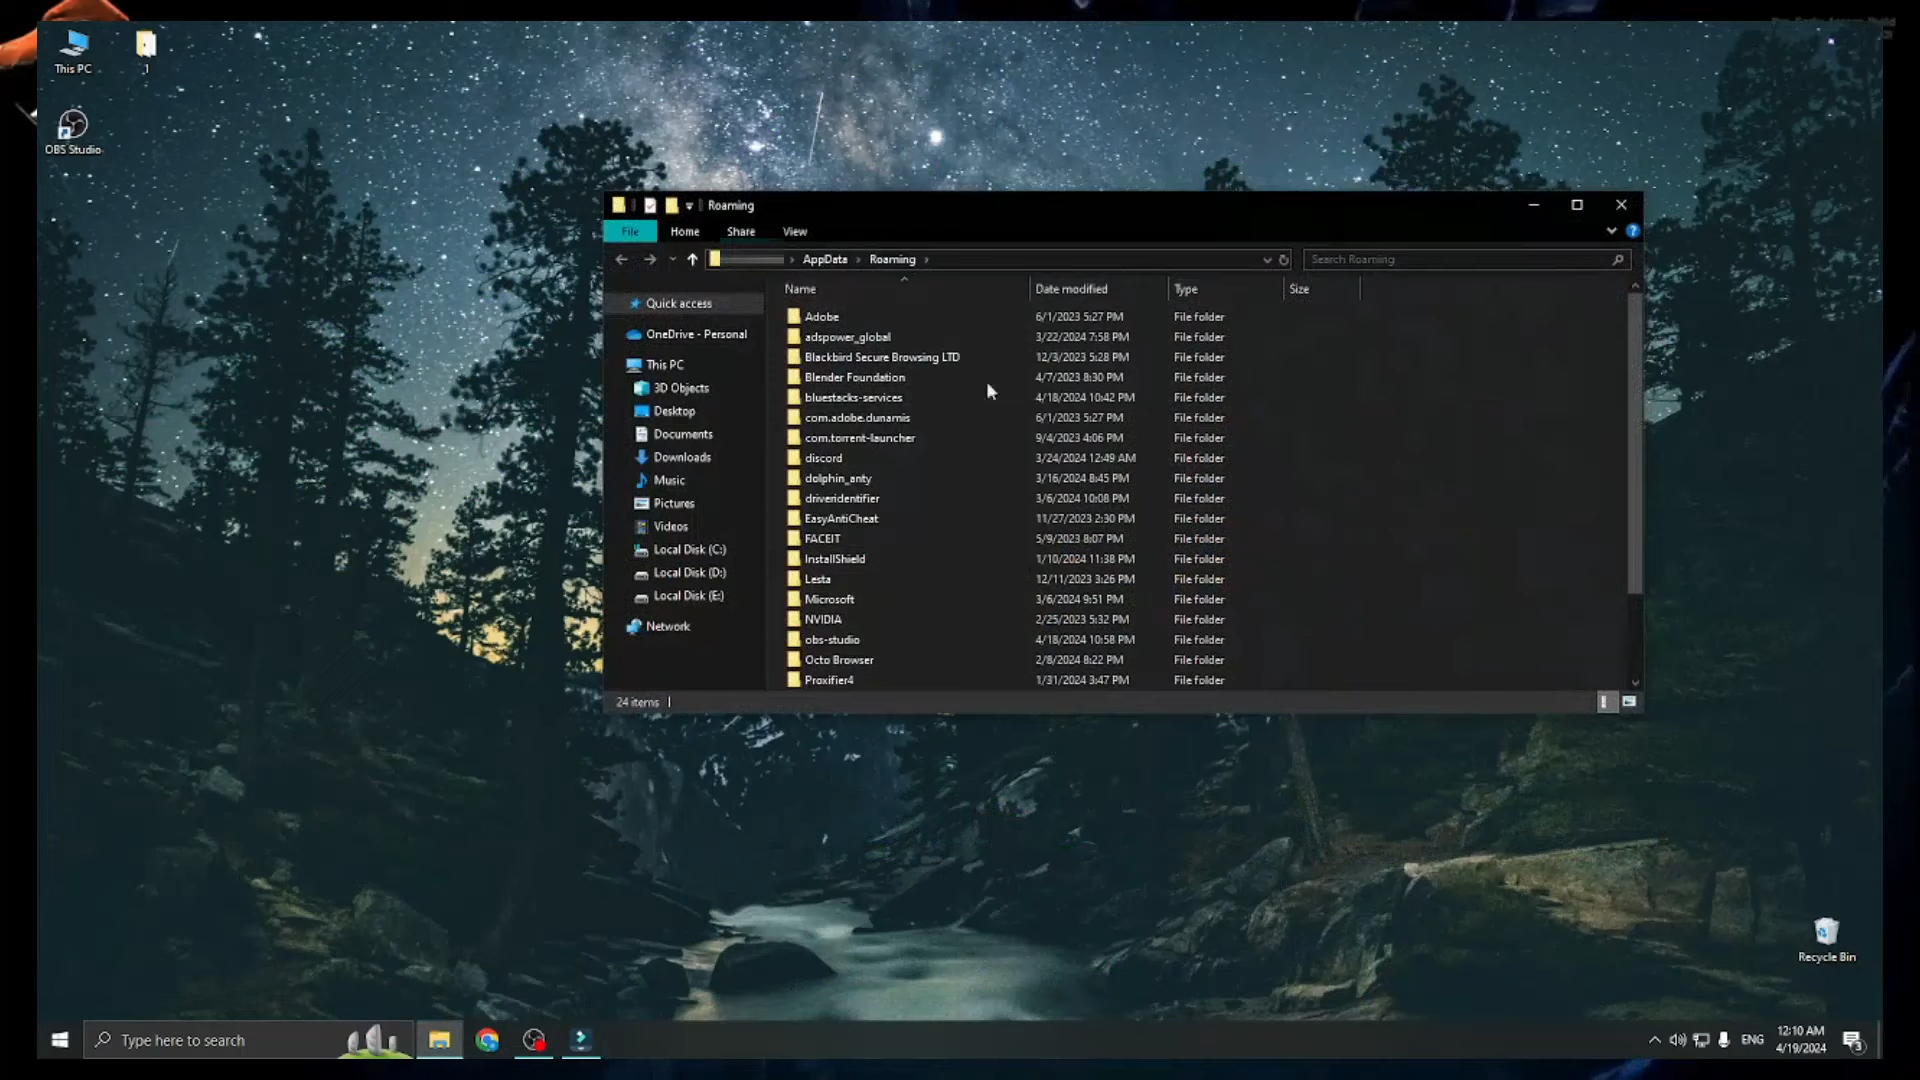 This PC
1
OBS Studio
Roaming
File Home Share View
AppData › Roaming ›
Search Roaming
Name Date modified Type Size
Quick access
OneDrive - Personal
This PC
3D Objects
Desktop
Documents
Downloads
Music
Pictures
Videos
Local Disk (C:)
Local Disk (D:)
Local Disk (E:)
Network
Adobe 6/1/2023 5:27 PM File folder
adspower_global 3/22/2024 7:58 PM File folder
Blackbird Secure Browsing LTD 12/3/2023 5:28 PM File folder
Blender Foundation 4/7/2023 8:30 PM File folder
bluestacks-services 4/18/2024 10:42 PM File folder
com.adobe.dunamis 6/1/2023 5:27 PM File folder
com.torrent-launcher 9/4/2023 4:06 PM File folder
discord 3/24/2024 12:49 AM File folder
dolphin_anty 3/16/2024 8:45 PM File folder
driveridentifier 3/6/2024 10:08 PM File folder
EasyAntiCheat 11/27/2023 2:30 PM File folder
FACEIT 5/9/2023 8:07 PM File folder
InstallShield 1/10/2024 11:38 PM File folder
Lesta 12/11/2023 3:26 PM File folder
Microsoft 3/6/2024 9:51 PM File folder
NVIDIA 2/25/2023 5:32 PM File folder
obs-studio 4/18/2024 10:58 PM File folder
Octo Browser 2/8/2024 8:22 PM File folder
Proxifier4 1/31/2024 3:47 PM File folder
24 items
Recycle Bin
Type here to search
ENG
12:10 AM
4/19/2024
3